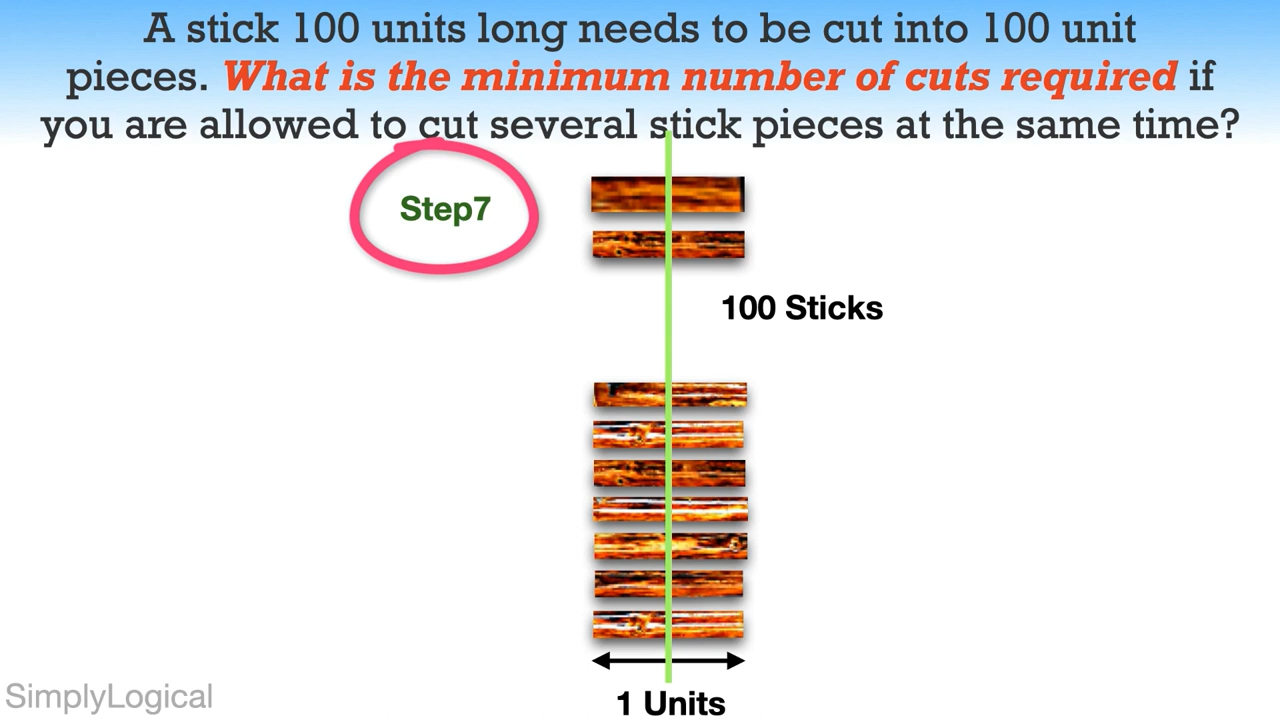 A stick 100 units long needs to be cut into 100 unit
pieces. What is the minimum number of cuts required if
you are allowed to cut several stick pieces at the same time?
Step7
100 Sticks
1 Units
SimplyLogical